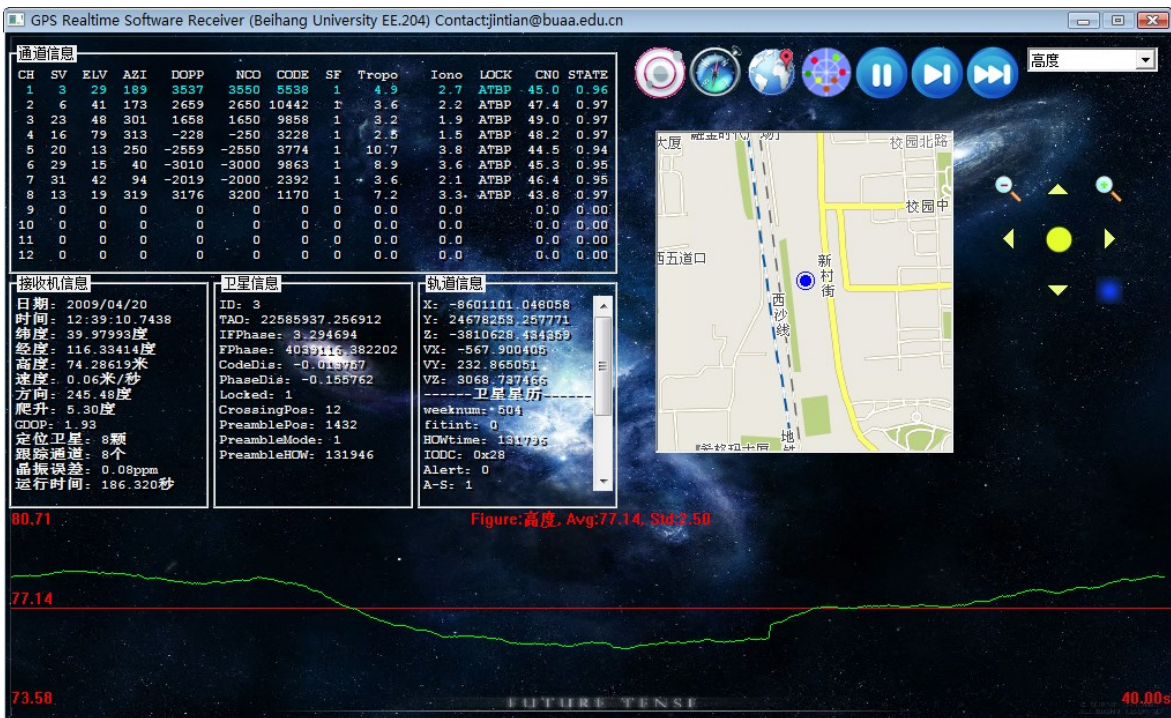 GPS Realtime Software Receiver (Beihang University EE.204) Contact:jintian@buaa.edu.cn
通道信息
CH SV ELV AZI DOPP NCO CODE SF Tropo Iono LOCK CN0 STATE
1 3 29 189 3537 3550 5538 1 4.9 2.7 ATBP 45.0 0.96
2 6 41 173 2659 2650 10442 1 3.6 2.2 ATBP 47.4 0.97
3 23 48 301 1658 1650 9858 1 3.2 1.9 ATBP 49.0 0.97
4 16 79 313 -228 -250 3228 1 2.5 1.5 ATBP 48.2 0.97
5 20 13 250 -2559 -2550 3774 1 10.7 3.8 ATBP 44.5 0.94
6 29 15 40 -3010 -3000 9863 1 8.9 3.6 ATBP 45.3 0.95
7 31 42 94 -2019 -2000 2392 1 3.6 2.1 ATBP 46.4 0.95
8 13 19 319 3176 3200 1170 1 7.2 3.3 ATBP 43.8 0.97
9 0 0 0 0 0 0 0 0.0 0.0 0.0 0.00
10 0 0 0 0 0 0 0 0.0 0.0 0.0 0.00
11 0 0 0 0 0 0 0 0.0 0.0 0.0 0.00
12 0 0 0 0 0 0 0 0.0 0.0 0.0 0.00
高度
接收机信息
日期: 2009/04/20
时间: 12:39:10.7438
纬度: 39.97993度
经度: 116.33414度
高度: 74.28619米
速度: 0.06米/秒
方向: 245.48度
爬升: 5.30度
GDOP: 1.93
定位卫星: 8颗
跟踪通道: 8个
晶振误差: 0.08ppm
运行时间: 186.320秒
卫星信息
ID: 3
TAO: 22585937.256912
IFPhase: 3.294694
FPhase: 4039116.382202
CodeDis: -0.013757
PhaseDis: -0.155762
Locked: 1
CrossingPos: 12
PreamblePos: 1432
PreambleMode: 1
PreambleHOW: 131946
轨道信息
X: -8601101.048058
Y: 24678253.257771
Z: -3810628.434359
VX: -567.900405
VY: 232.865051
VZ: 3068.737466
------卫星星历------
weeknum: 504
fitint: 0
HOWtime: 131796
IODC: 0x28
Alert: 0
A-S: 1
大厦
校园北路
校园中
西五道口
新村街
西沙线
地铁
80.71
Figure:高度, Avg:77.14, Std:2.50
77.14
73.58
FUTURE TENSE
40.00s